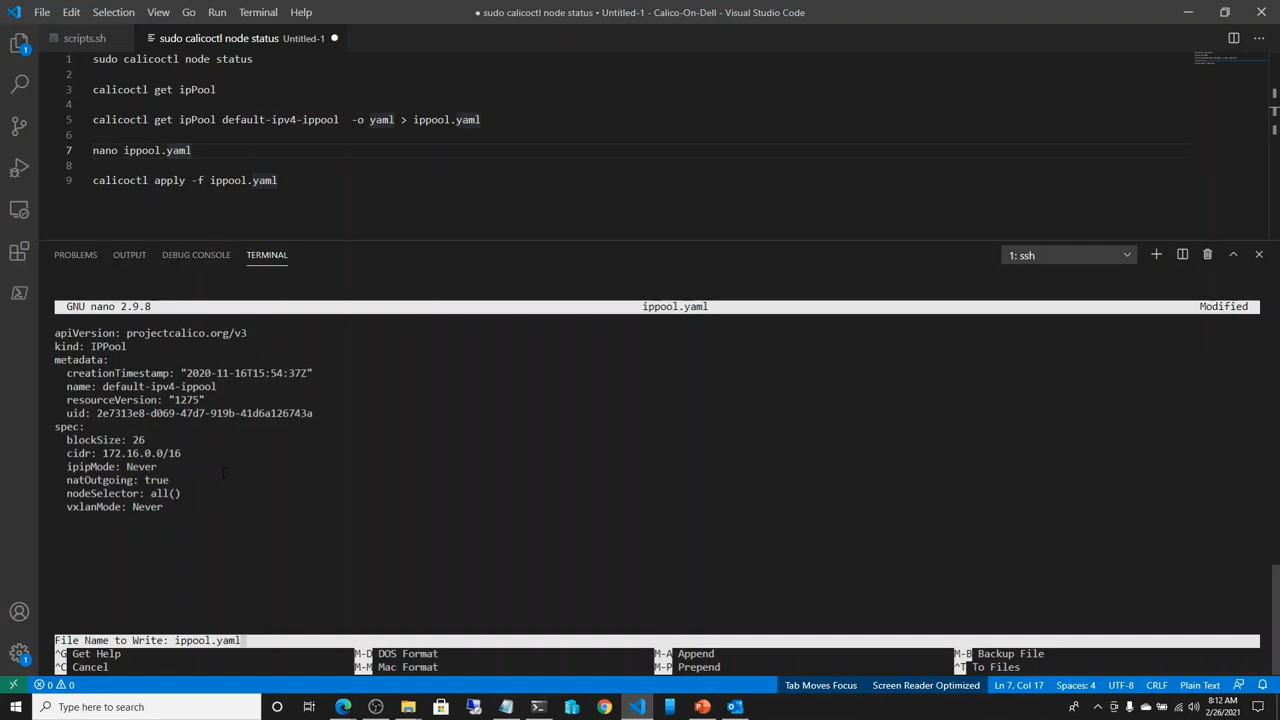 File Edit Selection View Go Run Terminal Help
● sudo calicoctl node status • Untitled-1 • Calico-On-Dell - Visual Studio Code
scripts.sh
sudo calicoctl node status Untitled-1 ●
1 sudo calicoctl node status
2
3 calicoctl get ipPool
4
5 calicoctl get ipPool default-ipv4-ippool  -o yaml > ippool.yaml
6
7 nano ippool.yaml
8
9 calicoctl apply -f ippool.yaml
PROBLEMS OUTPUT DEBUG CONSOLE TERMINAL
1: ssh
GNU nano 2.9.8 ippool.yaml Modified
apiVersion: projectcalico.org/v3
kind: IPPool
metadata:
  creationTimestamp: "2020-11-16T15:54:37Z"
  name: default-ipv4-ippool
  resourceVersion: "1275"
  uid: 2e7313e8-d069-47d7-919b-41d6a126743a
spec:
  blockSize: 26
  cidr: 172.16.0.0/16
  ipipMode: Never
  natOutgoing: true
  nodeSelector: all()
  vxlanMode: Never
File Name to Write: ippool.yaml
^G Get Help M-D DOS Format M-A Append M-B Backup File
^C Cancel M-M Mac Format M-P Prepend ^T To Files
0 0 Tab Moves Focus Screen Reader Optimized Ln 7, Col 17 Spaces: 4 UTF-8 CRLF Plain Text
Type here to search
8:12 AM
2/26/2021
1
1